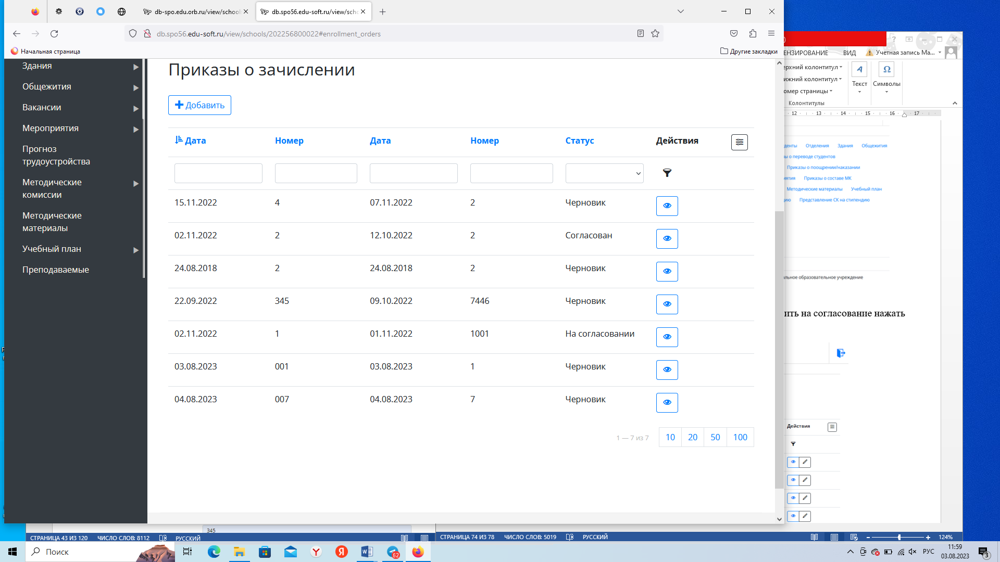 db-spo.edu.orb.ru/view/school
db.spo56.edu-soft.ru/view/scho
db.spo56.edu-soft.ru/view/schools/202256800022#enrollment_orders
Начальная страница
Другие закладки
Здания
Общежития
Вакансии
Мероприятия
Прогноз
трудоустройства
Методические
комиссии
Методические
материалы
Учебный план
Преподаваемые
Приказы о зачислении
Добавить
Дата Номер Дата Номер Статус Действия
15.11.2022 4 07.11.2022 2 Черновик
02.11.2022 2 12.10.2022 2 Согласован
24.08.2018 2 24.08.2018 2 Черновик
22.09.2022 345 09.10.2022 7446 Черновик
02.11.2022 1 01.11.2022 1001 На согласовании
03.08.2023 001 03.08.2023 1 Черновик
04.08.2023 007 04.08.2023 7 Черновик
1 — 7 из 7 10 20 50 100
ЕНЗИРОВАНИЕ ВИД Учетная запись Ма...
ерхний колонтитул
ижний колонтитул
омер страницы
Текст
Символы
Колонтитулы
12 13 14 15 16 17
денты Отделения Здания Общежития
ы о переводе студентов
Приказы о поощрении/наказании
иятия Приказы о составе МК
Методические материалы Учебный план
дию Представление СК на стипендию
льное образовательное учреждение
ить на согласование нажать
Действия
345
СТРАНИЦА 43 ИЗ 120 ЧИСЛО СЛОВ: 8112 РУССКИЙ
СТРАНИЦА 74 ИЗ 78 ЧИСЛО СЛОВ: 5019 РУССКИЙ
124%
Поиск
62
РУС
11:59
03.08.2023
3